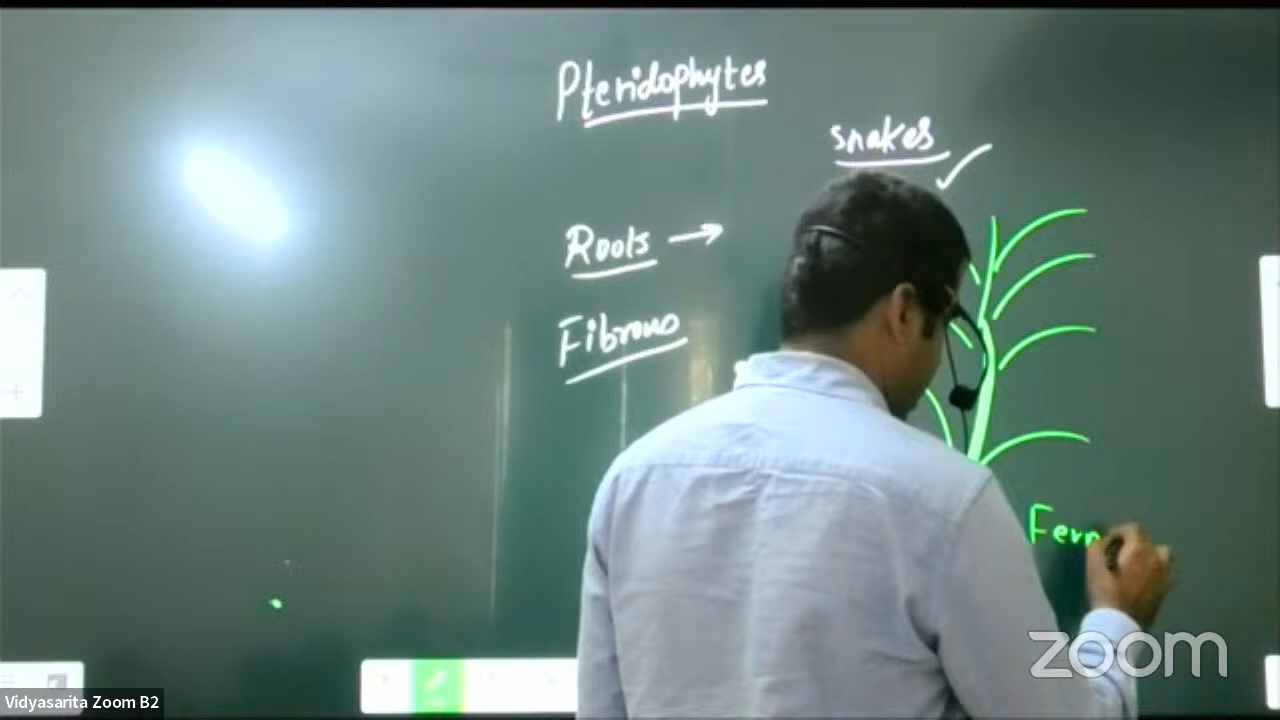 Pteridophytes
snakes
Roots →
Fibrous
Fern
zoom
Vidyasarita Zoom B2